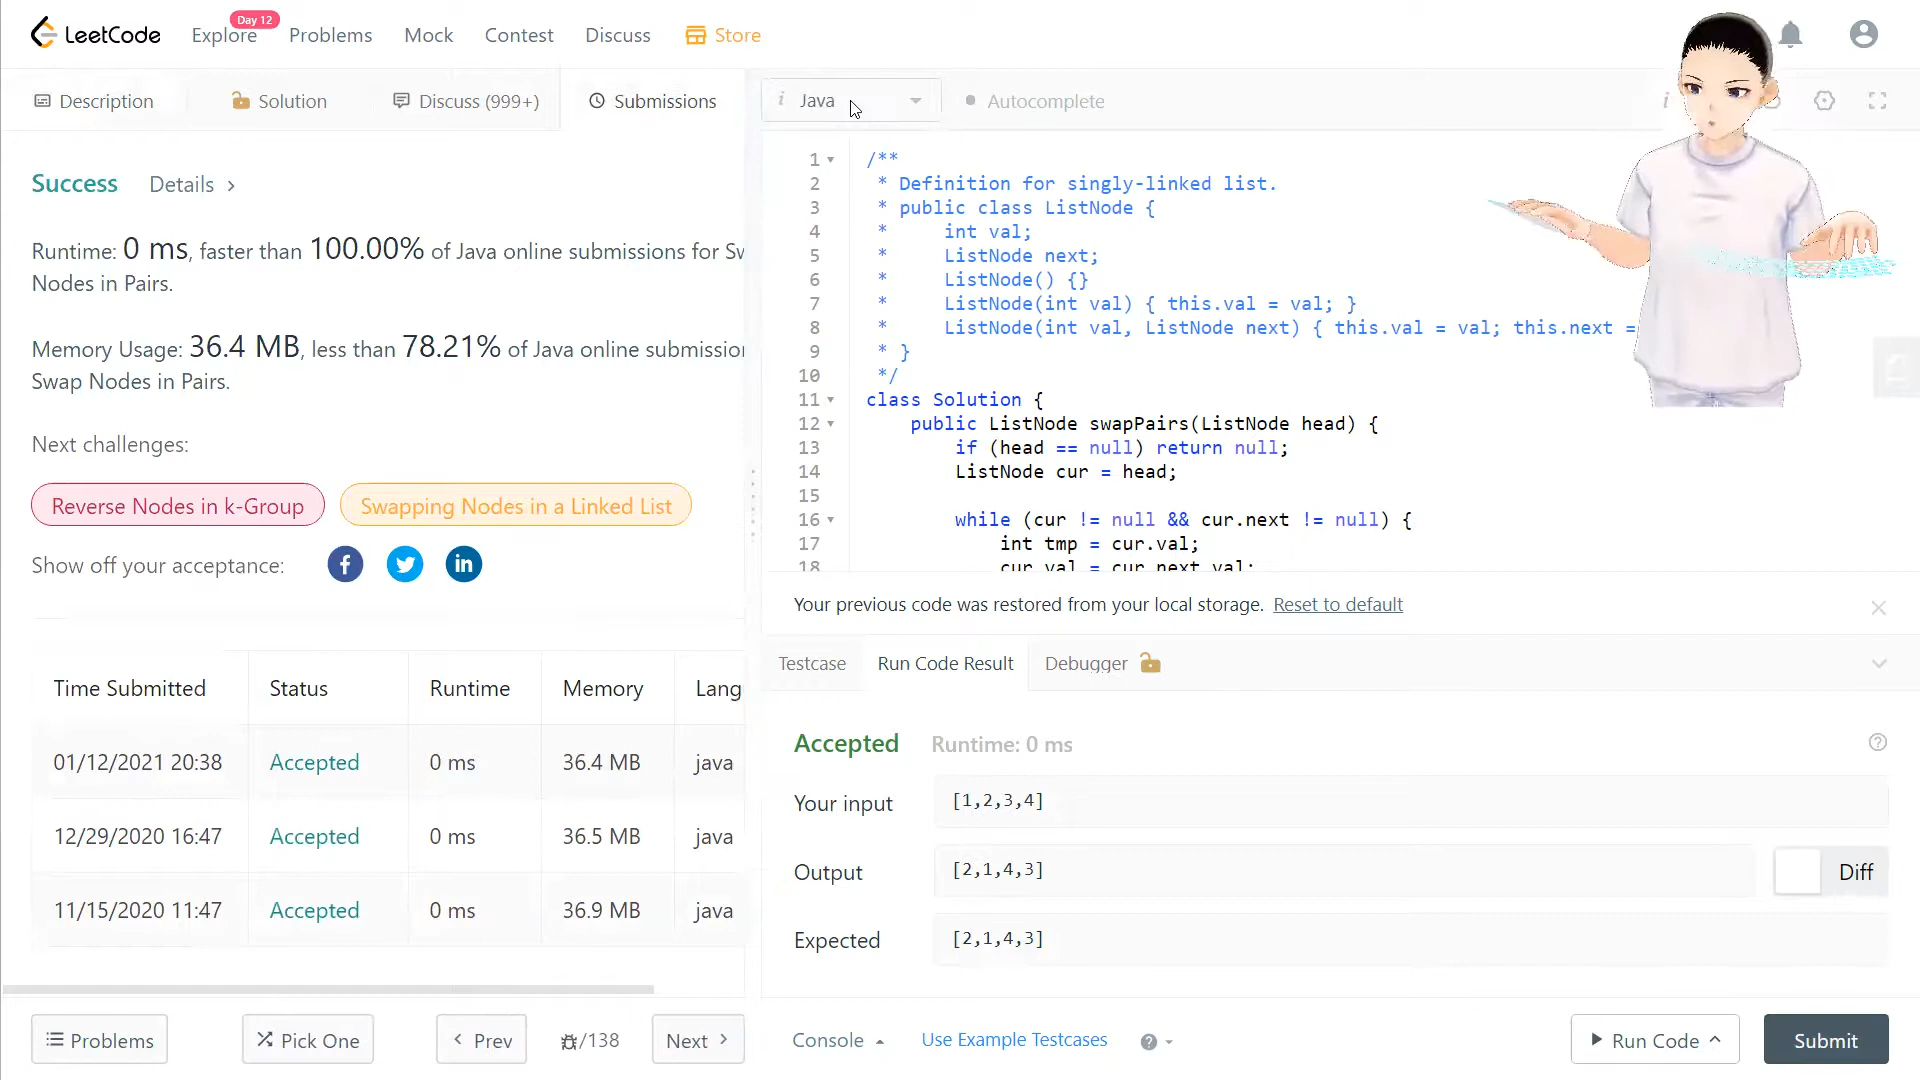 LeetCode
Explore
Day 12
Problems
Mock
Contest
Discuss
Store
Description
Solution
Discuss (999+)
Submissions
i Java
Autocomplete
i
Success
Details >
Runtime: 0 ms, faster than 100.00% of Java online submissions for Sw
Nodes in Pairs.
Memory Usage: 36.4 MB, less than 78.21% of Java online submission
Swap Nodes in Pairs.
Next challenges:
Reverse Nodes in k-Group
Swapping Nodes in a Linked List
Show off your acceptance:
Time Submitted Status Runtime Memory Lang
01/12/2021 20:38 Accepted 0 ms 36.4 MB java
12/29/2020 16:47 Accepted 0 ms 36.5 MB java
11/15/2020 11:47 Accepted 0 ms 36.9 MB java
Problems
Pick One
< Prev
/138
Next >
1 /**
2 * Definition for singly-linked list.
3 * public class ListNode {
4 * int val;
5 * ListNode next;
6 * ListNode() {}
7 * ListNode(int val) { this.val = val; }
8 * ListNode(int val, ListNode next) { this.val = val; this.next =
9 * }
10 */
11 class Solution {
12 public ListNode swapPairs(ListNode head) {
13 if (head == null) return null;
14 ListNode cur = head;
15
16 while (cur != null && cur.next != null) {
17 int tmp = cur.val;
18 cur.val = cur.next.val;
Your previous code was restored from your local storage. Reset to default
Testcase
Run Code Result
Debugger
Accepted Runtime: 0 ms
Your input [1,2,3,4]
Output [2,1,4,3]
Diff
Expected [2,1,4,3]
Console
Use Example Testcases
?
Run Code
Submit